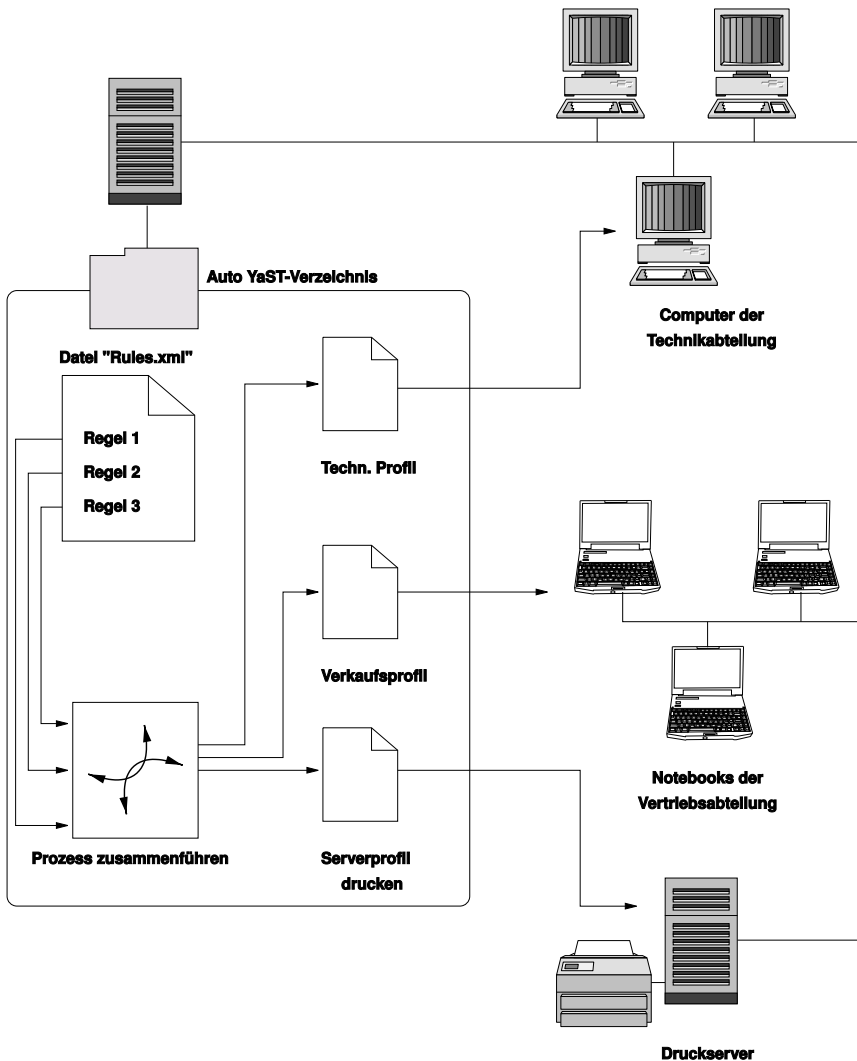 Auto YaST-Verzeichnis
Computer der
Technikabteilung
Datei "Rules.xml"
Regel 1
Regel 2
Regel 3
Techn. Profil
Verkaufsprofil
Notebooks der
Vertriebsabteilung
Prozess zusammenführen
Serverprofil
drucken
Druckserver